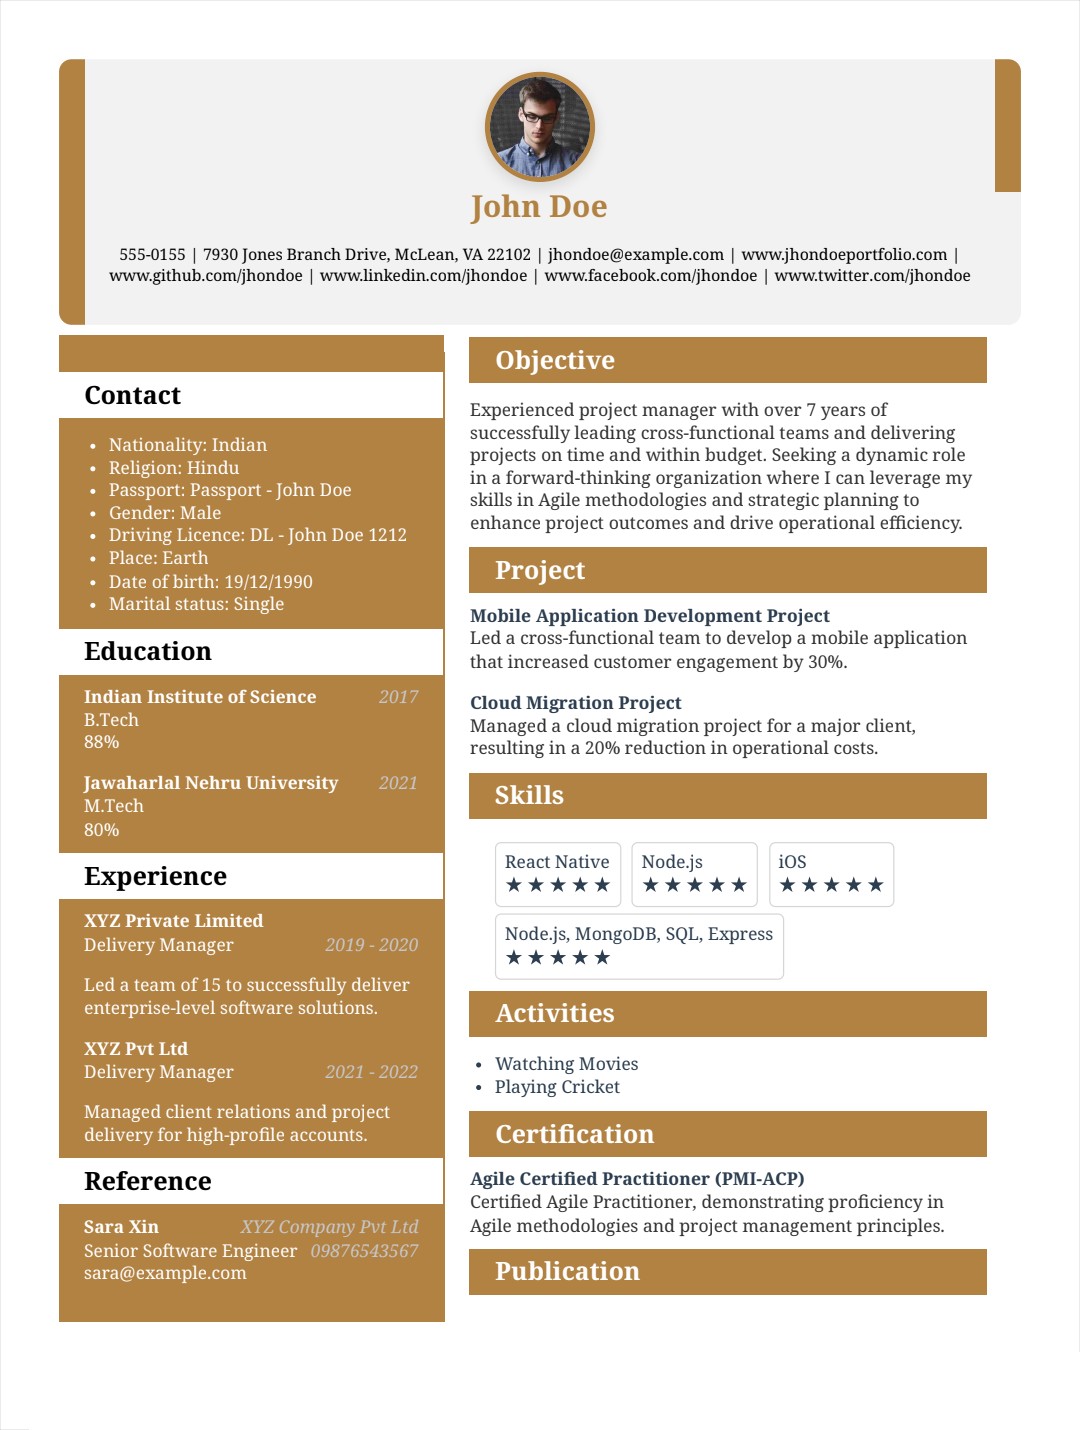 John Doe
555-0155 | 7930 Jones Branch Drive, McLean, VA 22102 | jhondoe@example.com | www.jhondoeportfolio.com |
www.github.com/jhondoe | www.linkedin.com/jhondoe | www.facebook.com/jhondoe | www.twitter.com/jhondoe
Contact
• Nationality: Indian
• Religion: Hindu
• Passport: Passport - John Doe
• Gender: Male
• Driving Licence: DL - John Doe 1212
• Place: Earth
• Date of birth: 19/12/1990
• Marital status: Single
Education
Indian Institute of Science 2017
B.Tech
88%
Jawaharlal Nehru University 2021
M.Tech
80%
Experience
XYZ Private Limited
Delivery Manager 2019 - 2020
Led a team of 15 to successfully deliver
enterprise-level software solutions.
XYZ Pvt Ltd
Delivery Manager 2021 - 2022
Managed client relations and project
delivery for high-profile accounts.
Reference
Sara Xin XYZ Company Pvt Ltd
Senior Software Engineer 09876543567
sara@example.com
Objective
Experienced project manager with over 7 years of
successfully leading cross-functional teams and delivering
projects on time and within budget. Seeking a dynamic role
in a forward-thinking organization where I can leverage my
skills in Agile methodologies and strategic planning to
enhance project outcomes and drive operational efficiency.
Project
Mobile Application Development Project
Led a cross-functional team to develop a mobile application
that increased customer engagement by 30%.
Cloud Migration Project
Managed a cloud migration project for a major client,
resulting in a 20% reduction in operational costs.
Skills
React Native Node.js iOS
★★★★★ ★★★★★ ★★★★★
Node.js, MongoDB, SQL, Express
★★★★★
Activities
• Watching Movies
• Playing Cricket
Certification
Agile Certified Practitioner (PMI-ACP)
Certified Agile Practitioner, demonstrating proficiency in
Agile methodologies and project management principles.
Publication